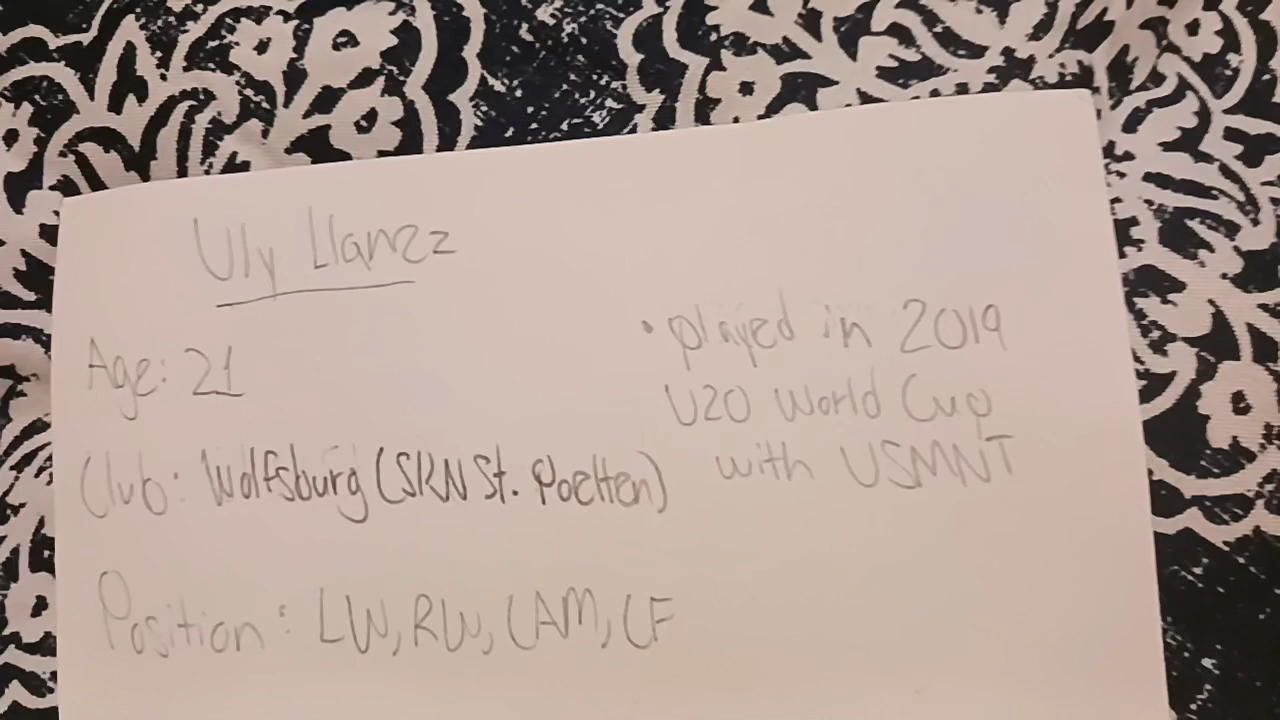 Uly Llanez
Age: 21
Club: Wolfsburg (SKN St. Poelten)
Position: LW, RW, CAM, CF
• played in 2019
U20 World Cup
with USMNT